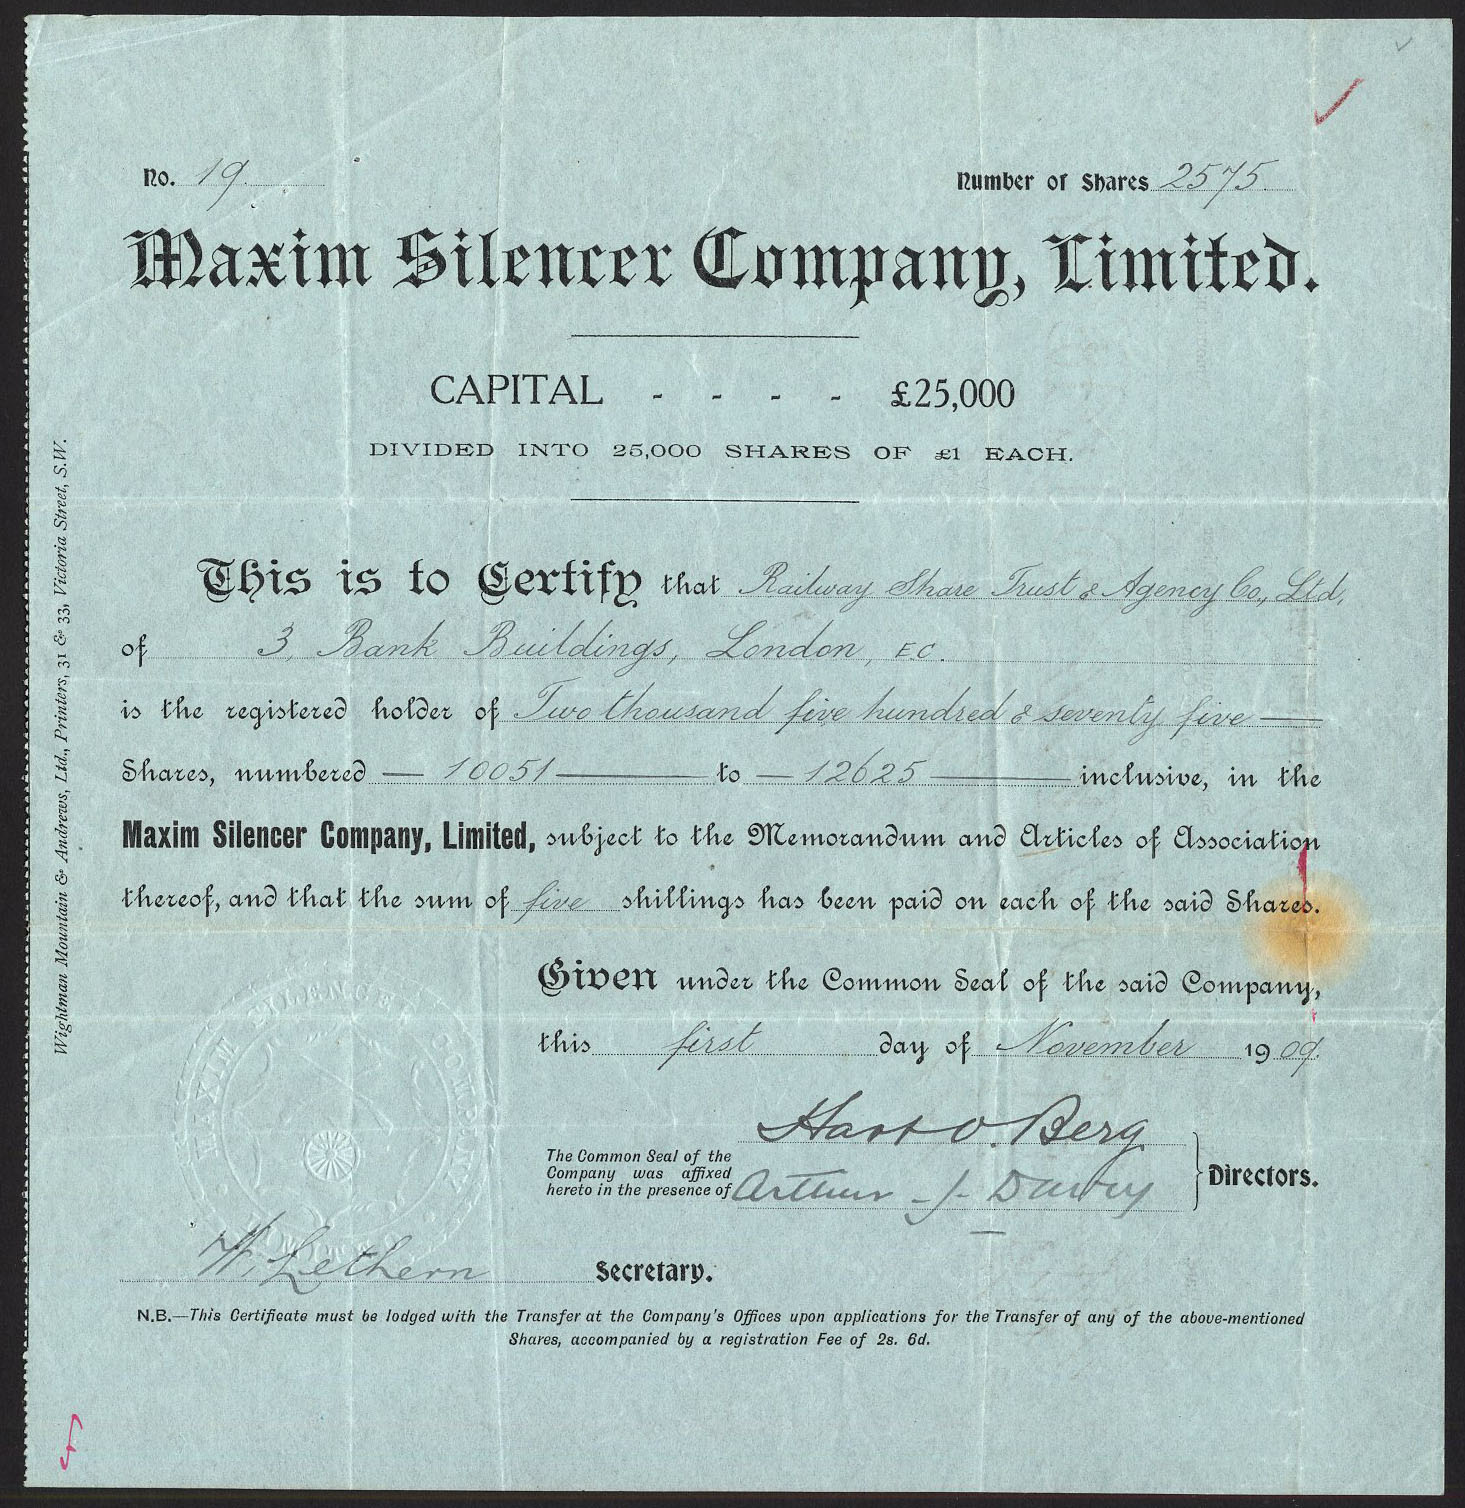 No. 19. Number of Shares 2575.
Maxim Silencer Company, Limited.
CAPITAL - - - - £25,000
DIVIDED INTO 25,000 SHARES OF £1 EACH.
This is to Certify that Railway Share Trust & Agency Co., Ltd,
of 3, Bank Buildings, London, E.C.
is the registered holder of Two thousand five hundred & seventy five —
Shares, numbered — 10051 — to — 12625 — inclusive, in the
Maxim Silencer Company, Limited, subject to the Memorandum and Articles of Association
thereof, and that the sum of five shillings has been paid on each of the said Shares.
Given under the Common Seal of the said Company,
this first day of November 1909.
Hart O. Berg
The Common Seal of the
Company was affixed
hereto in the presence of
Arthur J. Dawry
Directors.
MAXIM SILENCER COMPANY LIMITED
W. Lethern Secretary.
N.B.—This Certificate must be lodged with the Transfer at the Company's Offices upon applications for the Transfer of any of the above-mentioned
Shares, accompanied by a registration Fee of 2s. 6d.
Wightman Mountain & Andrews, Ltd., Printers, 31 & 33, Victoria Street, S.W.